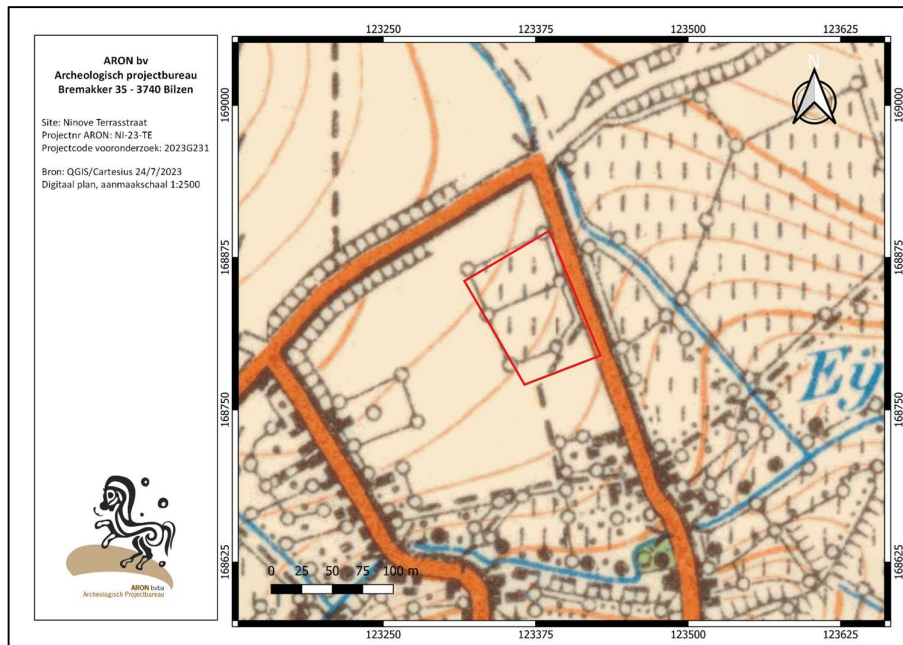 ARON bv
Archeologisch projectbureau
Bremakker 35 - 3740 Bilzen
Site: Ninove Terrasstraat
Projectnr ARON: NI-23-TE
Projectcode vooronderzoek: 2023G231
Bron: QGIS/Cartesius 24/7/2023
Digitaal plan, aanmaakschaal 1:2500
ARON bvba
Archeologisch Projectbureau
123250 123375 123500 123625
169000 169000
168875 168875
168750 168750
168625 168625
N
Ey
0 25 50 75 100 m
123250 123375 123500 123625